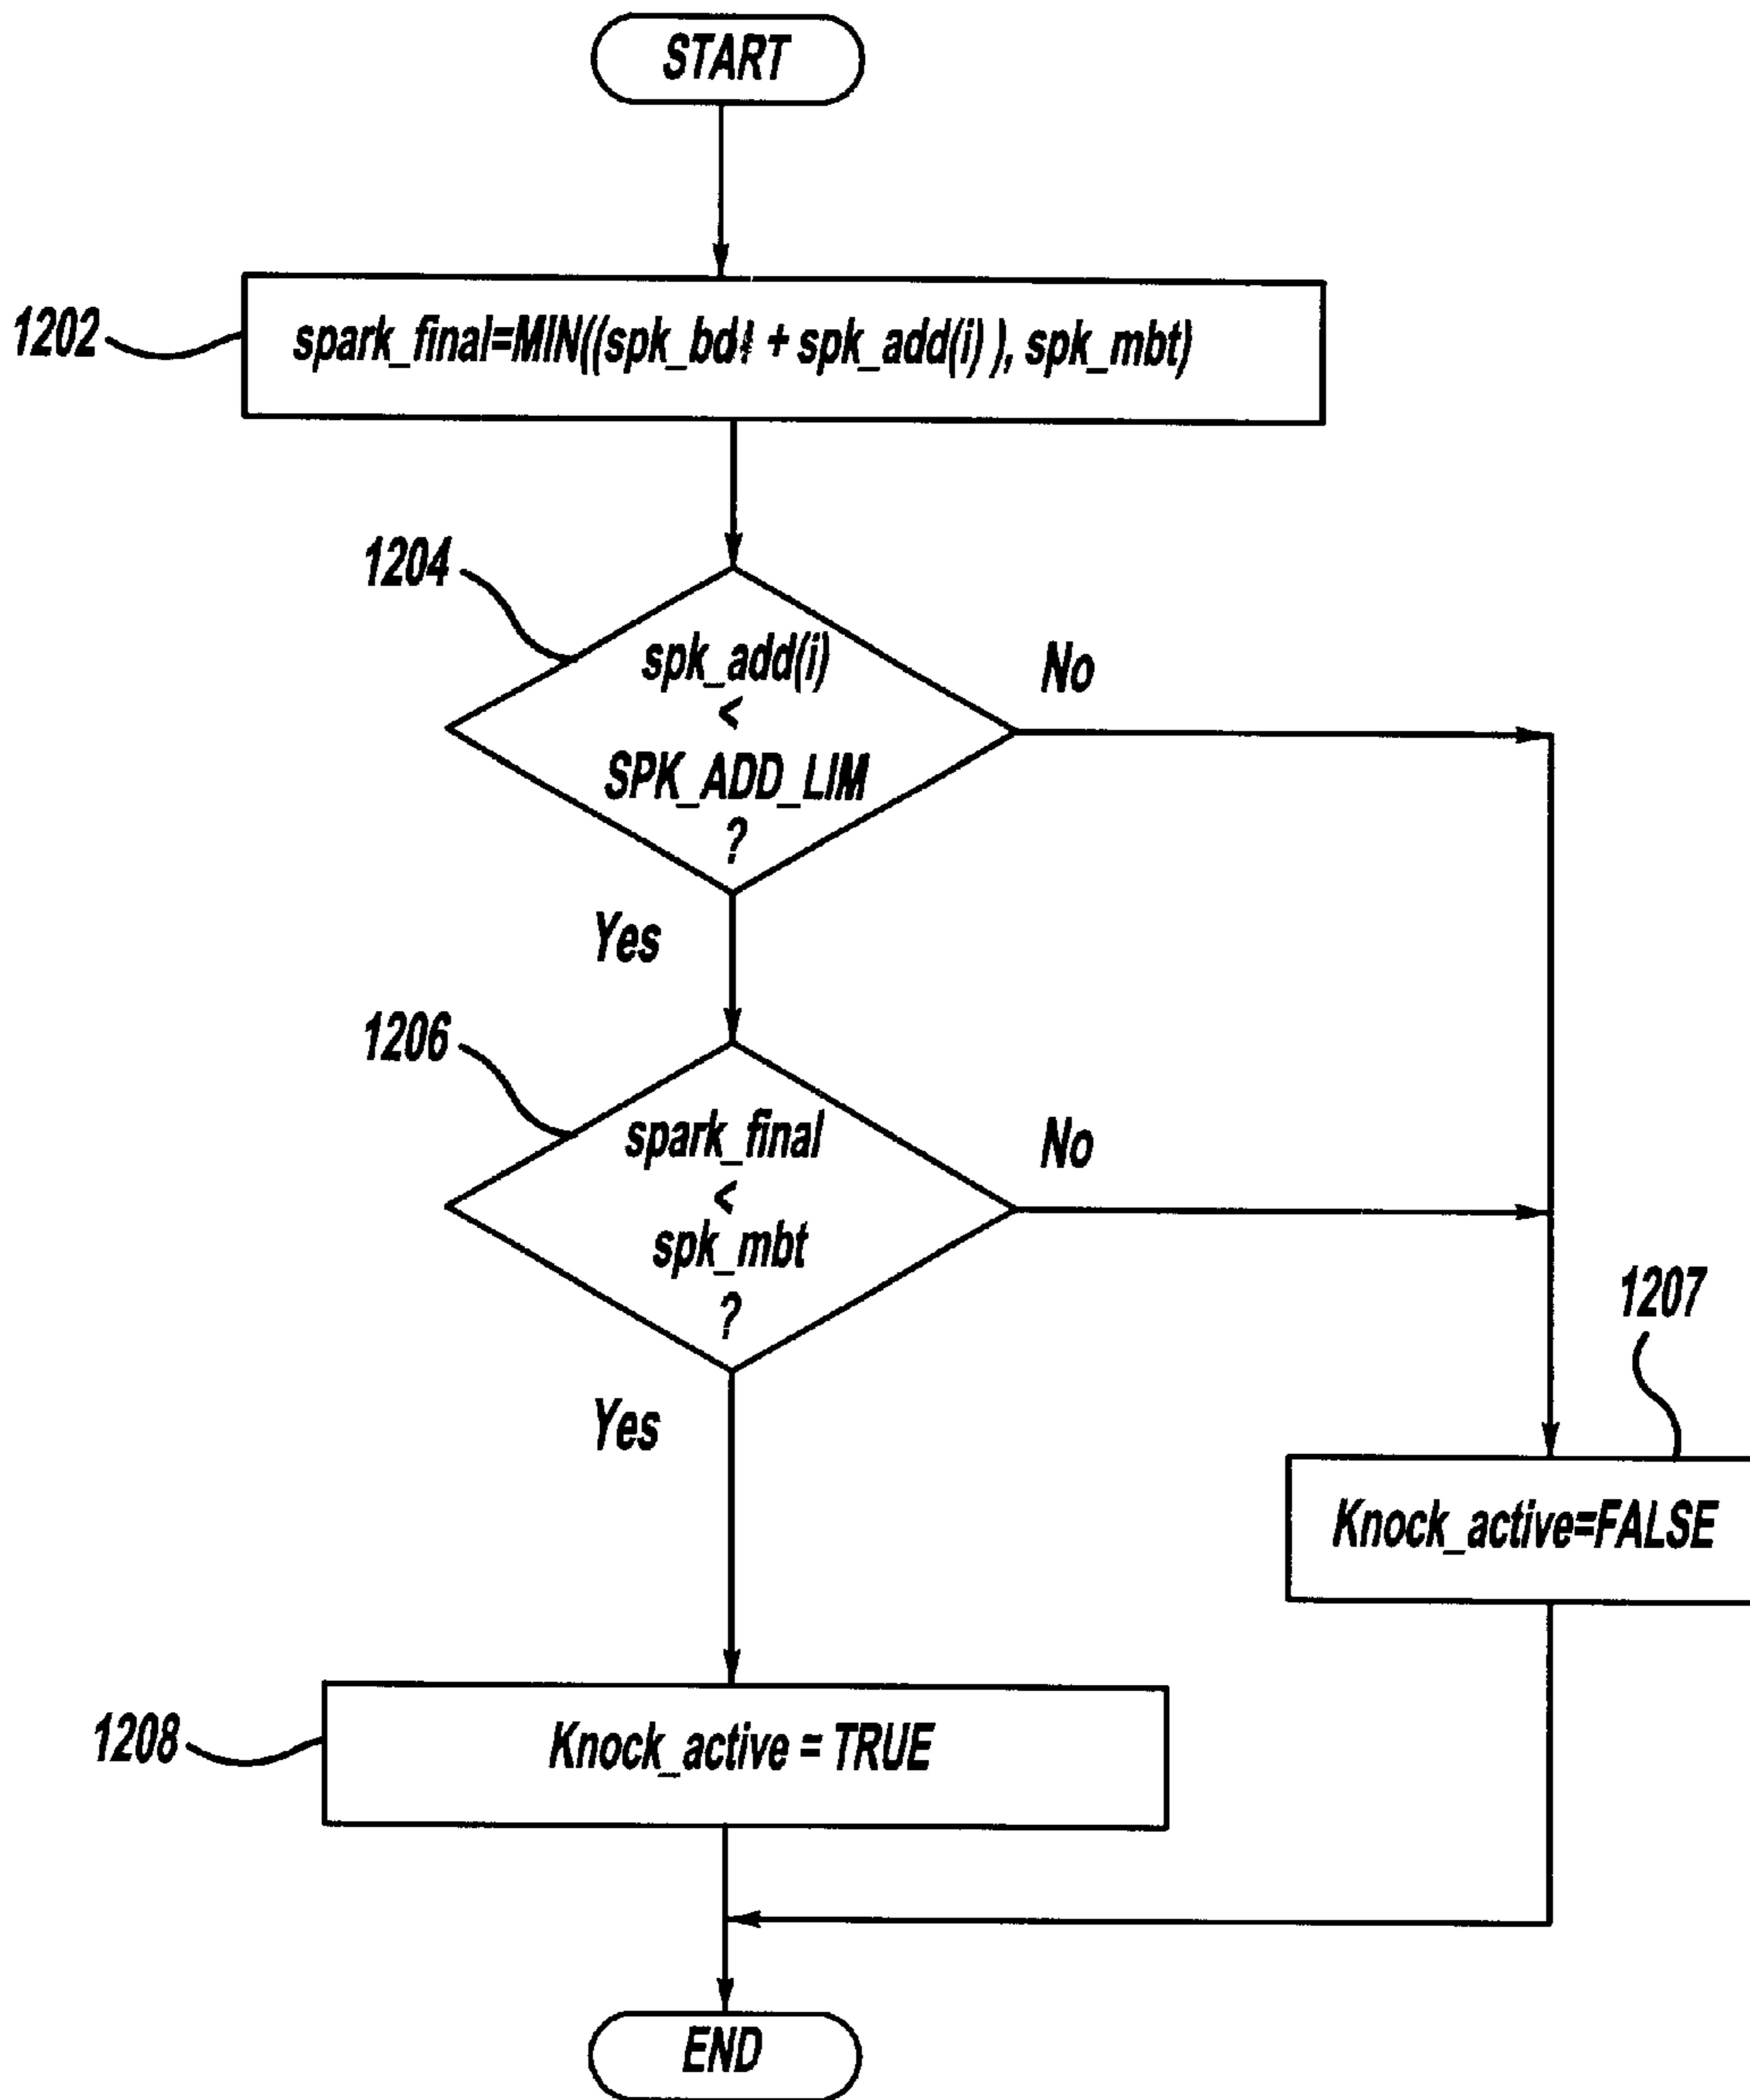 START
1202
spark_final=MIN((spk_bdl + spk_add(i) ), spk_mbt)
1204
spk_add(i)
<
SPK_ADD_LIM
?
No
Yes
1206
spark_final
<
spk_mbt
?
No
Yes
1207
Knock_active=FALSE
1208
Knock_active = TRUE
END